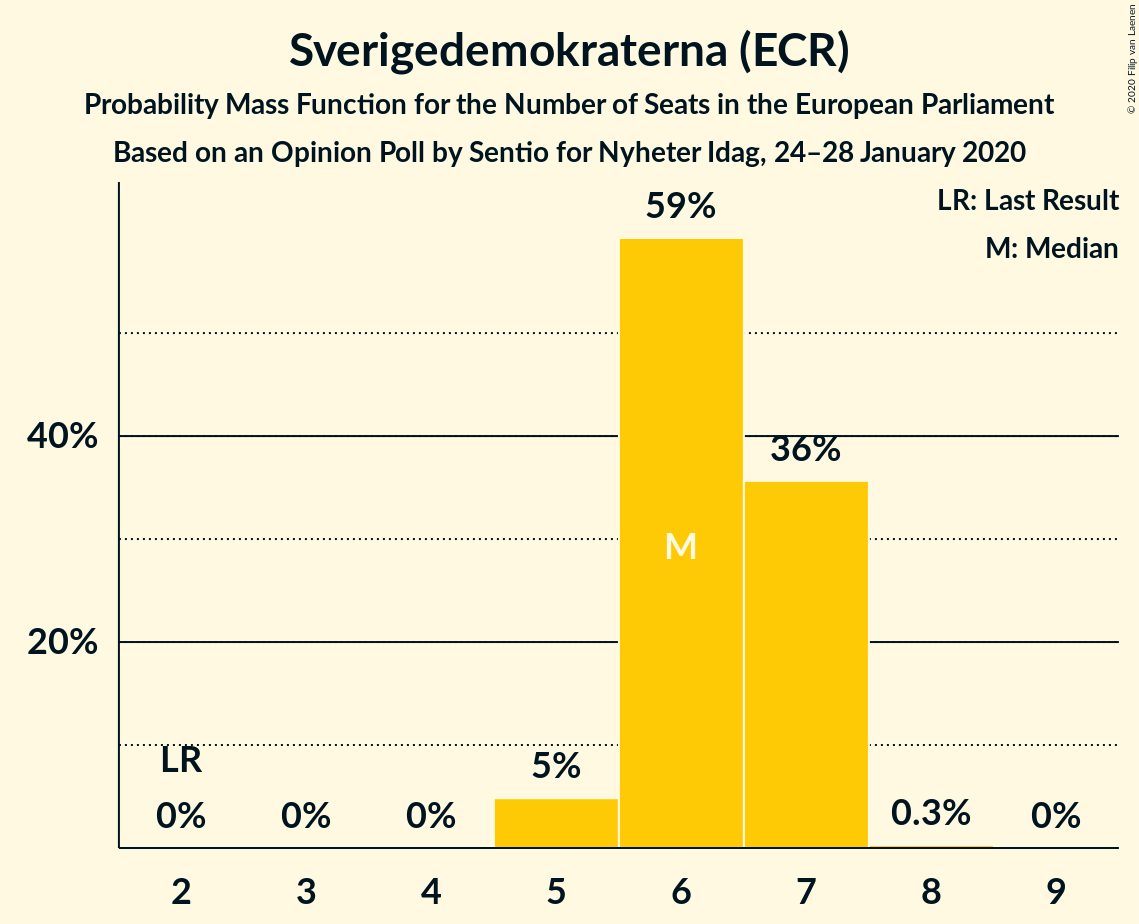 Sverigedemokraterna (ECR)
Probability Mass Function for the Number of Seats in the European Parliament
Based on an Opinion Poll by Sentio for Nyheter Idag, 24–28 January 2020
© 2020 Filip van Laenen
LR: Last Result
M: Median
59%
40%
36%
M
20%
LR
5%
0%
0%
0%
0.3%
0%
2 3 4 5 6 7 8 9